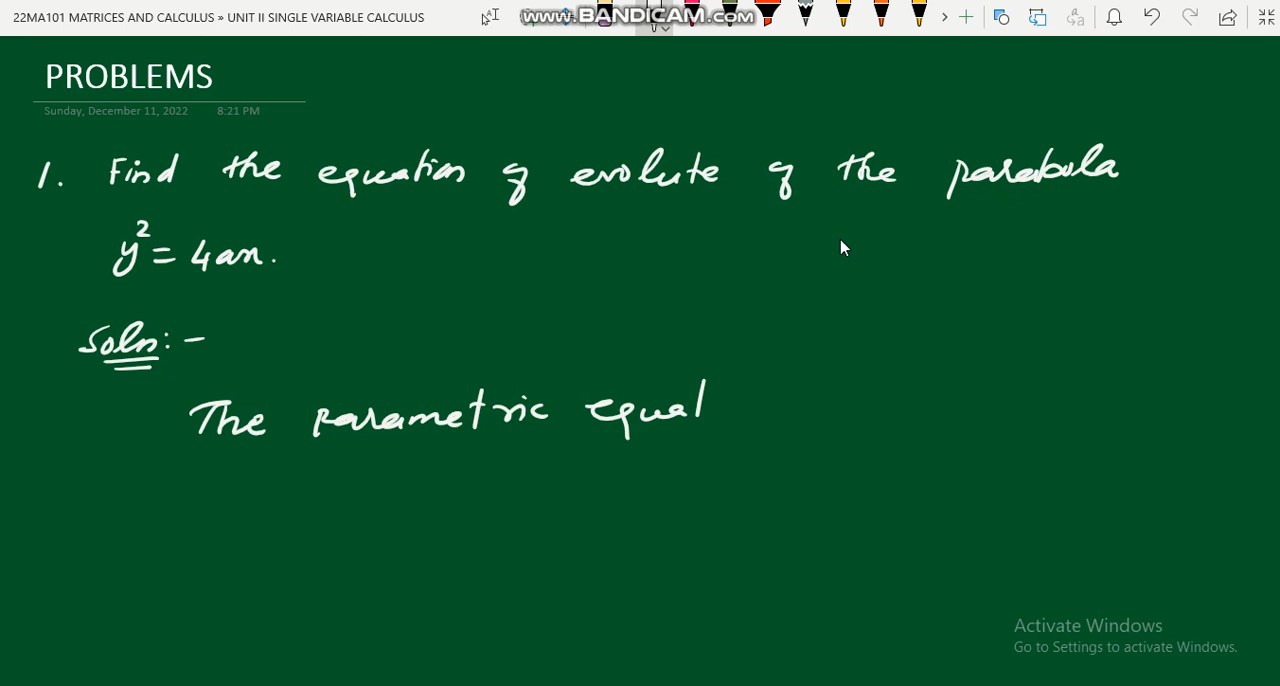 22MA101 MATRICES AND CALCULUS » UNIT II SINGLE VARIABLE CALCULUS
www.BANDICAM.com
PROBLEMS
Sunday, December 11, 2022 8:21 PM
1. Find the equation of evolute of the parabola
y² = 4ax.
Soln:-
The parametric equat
Activate Windows
Go to Settings to activate Windows.